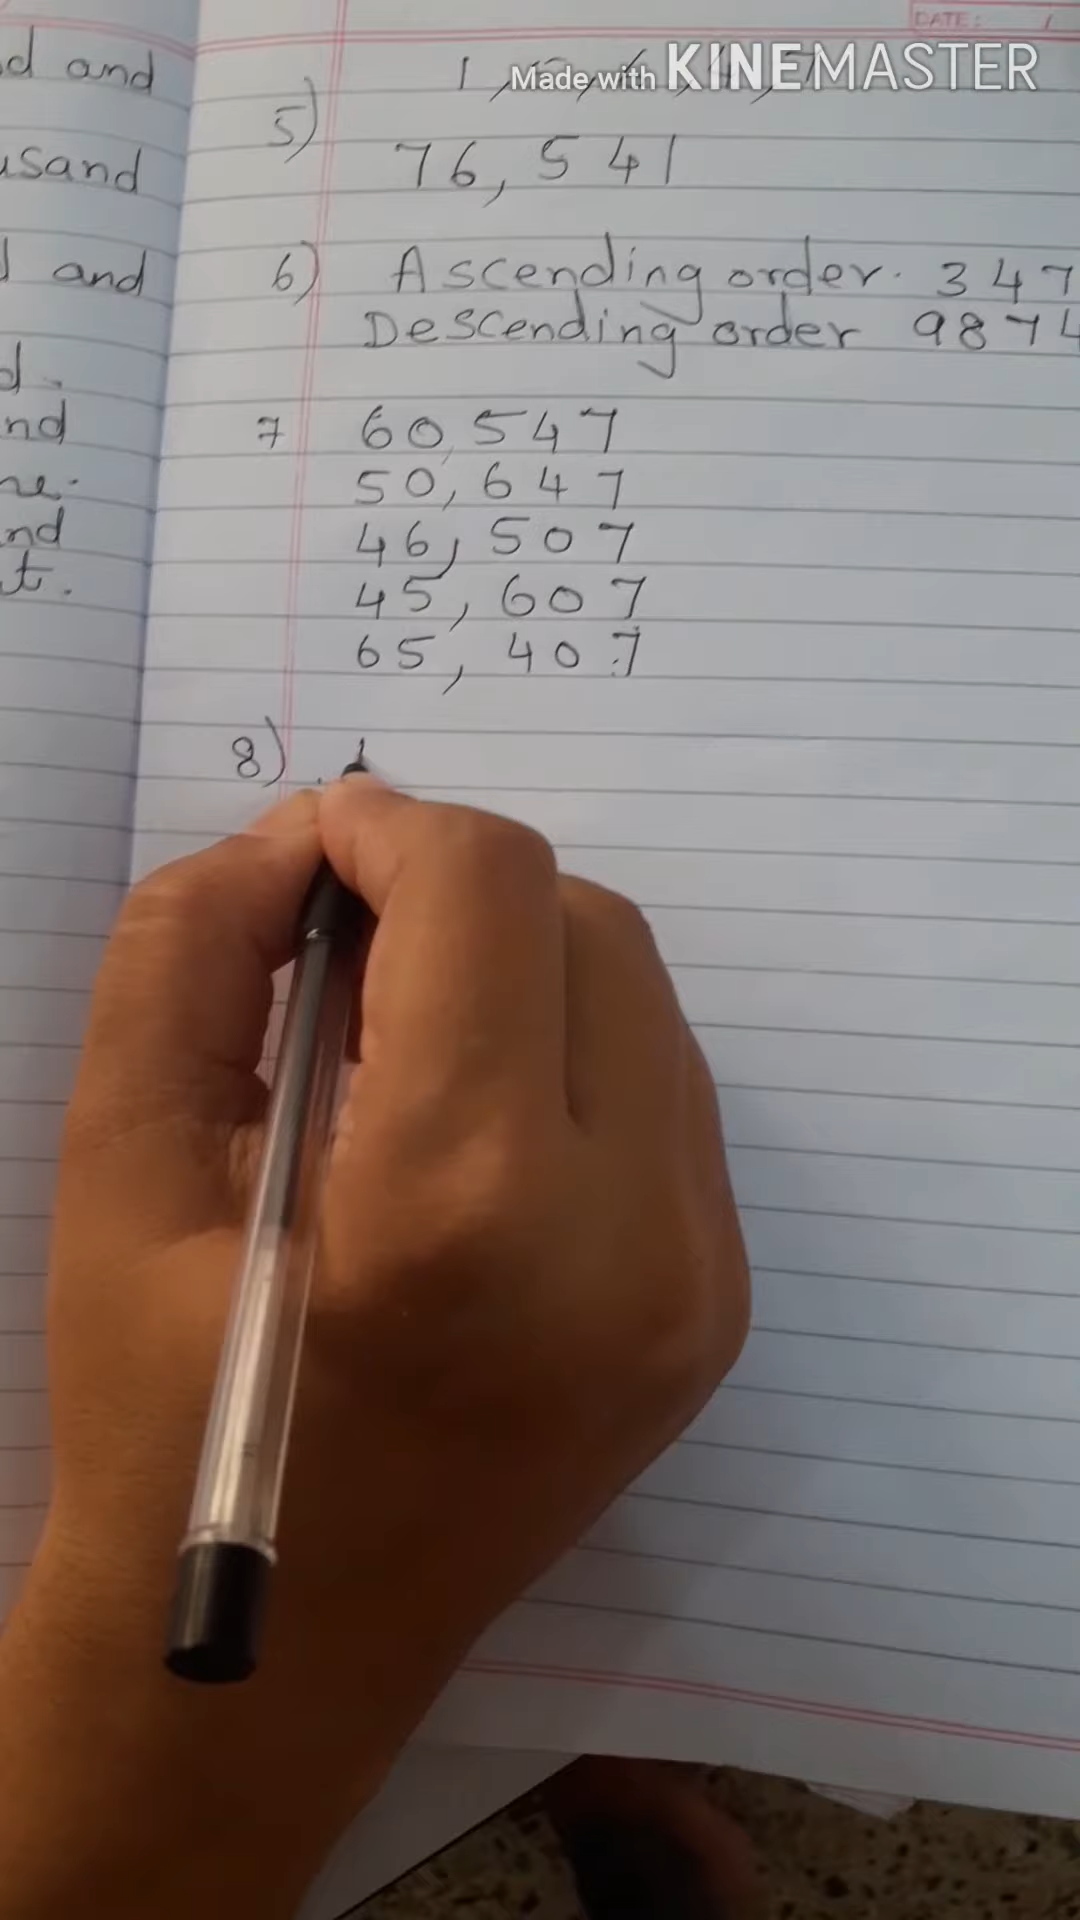 d and
usand
d and
d.
nd
ne.
nd
t.
DATE: /
Made with KINEMASTER
5)
76,541
6) Ascending order. 347
Descending order 9874
7 60,547
50,647
46,507
45,607
65,407
8)